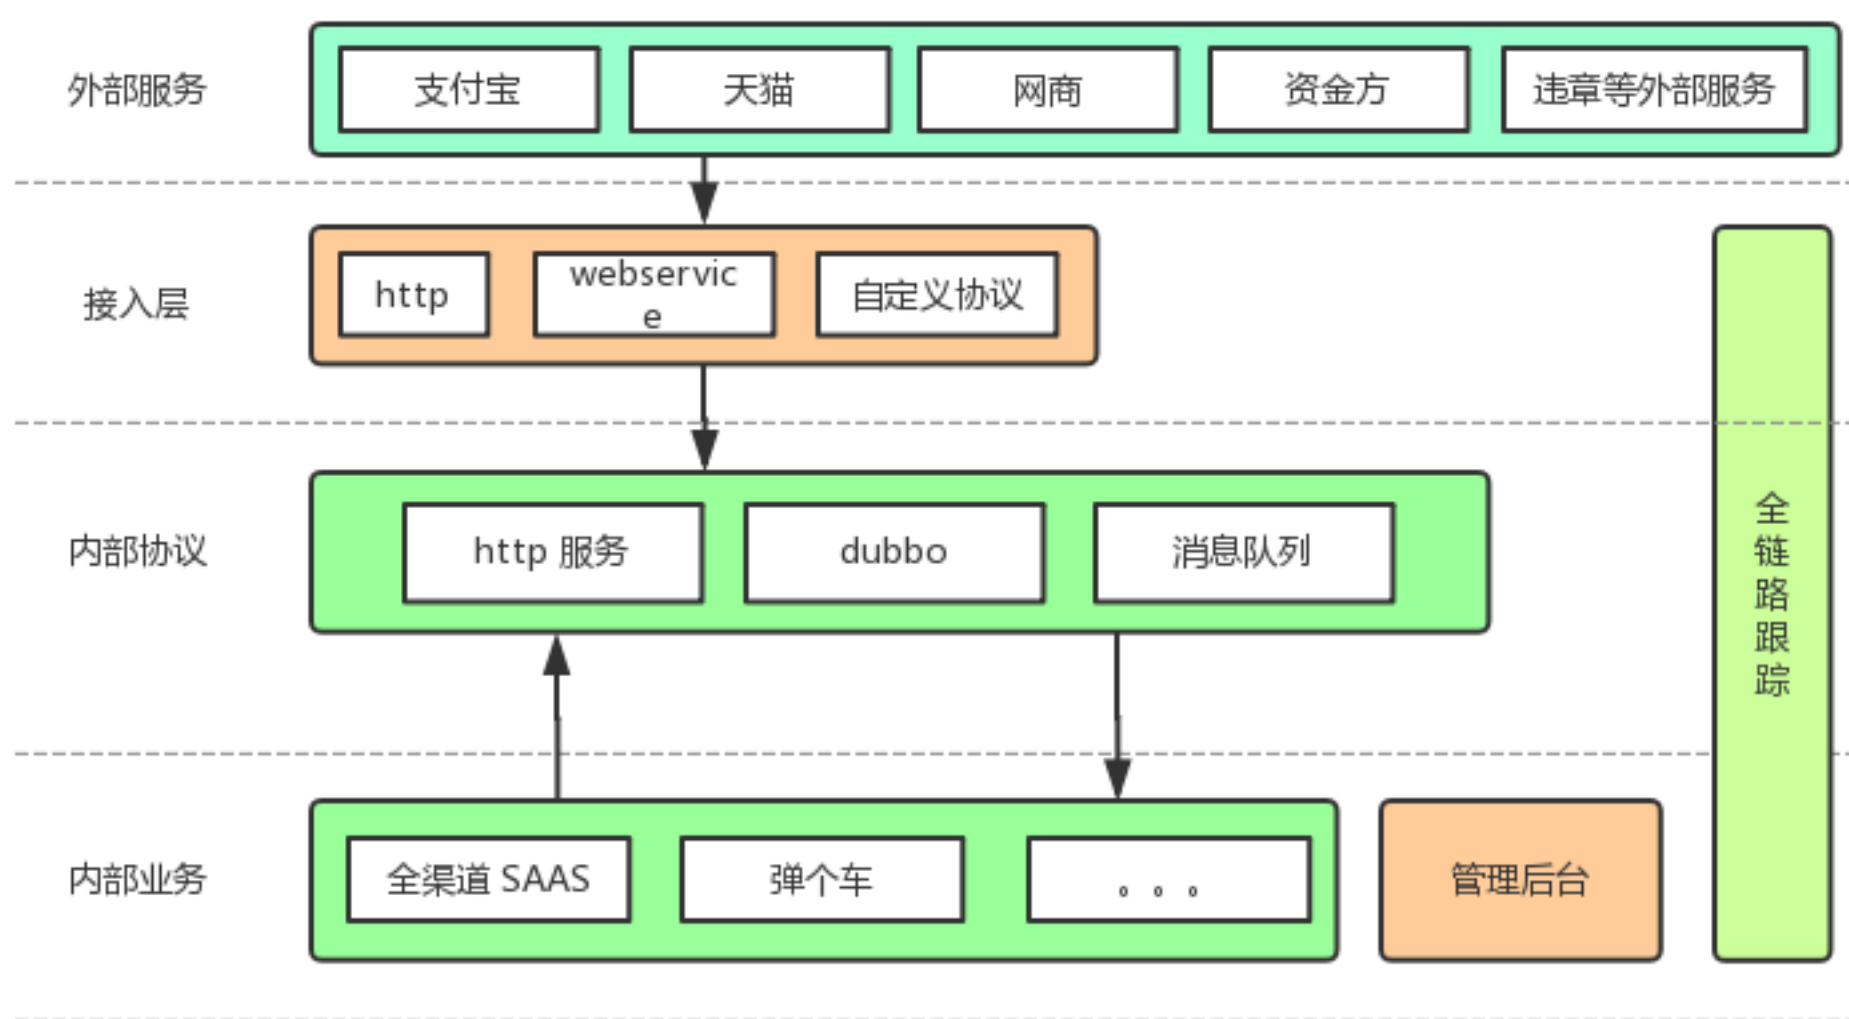 外部服务
支付宝
天猫
网商
资金方
违章等外部服务
接入层
http
webservic
e
自定义协议
内部协议
http 服务
dubbo
消息队列
全
链
路
跟
踪
内部业务
全渠道 SAAS
弹个车
。。。
管理后台